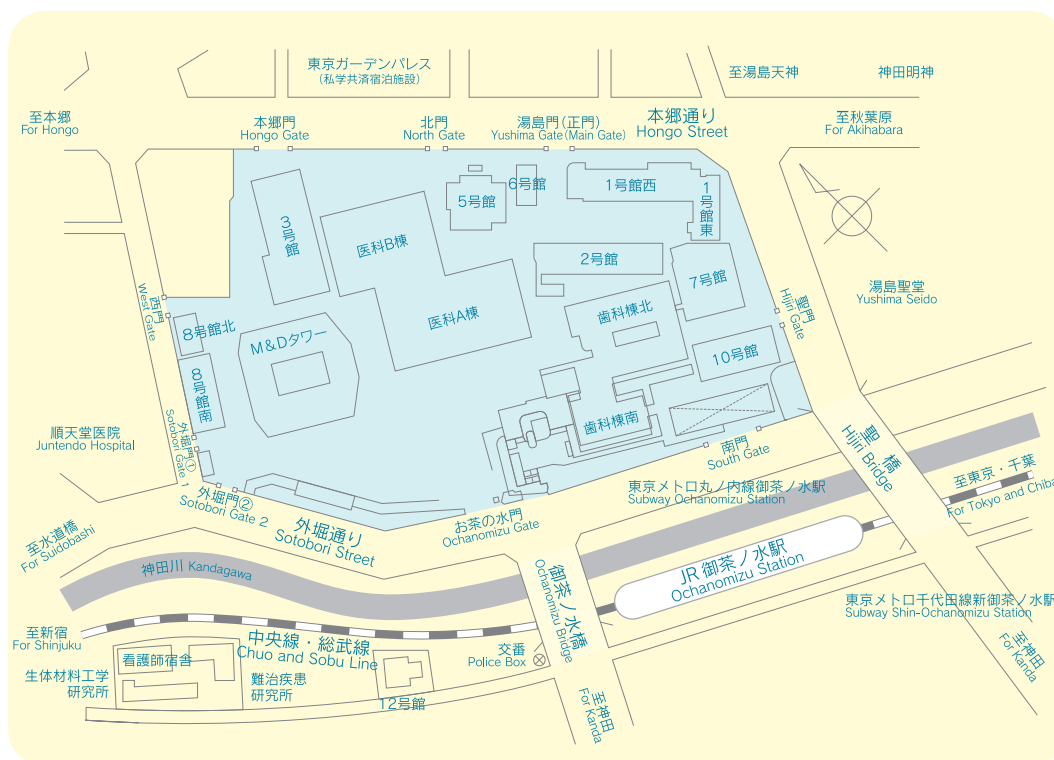 東京ガーデンパレス
(私学共済宿泊施設)
至湯島天神
神田明神
至本郷
For Hongo
本郷門
Hongo Gate
北門
North Gate
湯島門(正門)
Yushima Gate(Main Gate)
本郷通り
Hongo Street
至秋葉原
For Akihabara
3号館
医科B棟
5号館
6号館
1号館西
1号館東
2号館
7号館
医科A棟
歯科棟北
湯島聖堂
Yushima Seido
西門
West Gate
8号館北
M&Dタワー
聖門
Hijiri Gate
10号館
8号館南
歯科棟南
順天堂医院
Juntendo Hospital
外堀門①
Sotobori Gate 1
外堀門②
Sotobori Gate 2
外堀通り
Sotobori Street
お茶の水門
Ochanomizu Gate
南門
South Gate
聖橋
Hijiri Bridge
東京メトロ丸ノ内線御茶ノ水駅
Subway Ochanomizu Station
至東京・千葉
For Tokyo and Chiba
至水道橋
For Suidobashi
神田川 Kandagawa
御茶ノ水橋
Ochanomizu Bridge
JR 御茶ノ水駅
Ochanomizu Station
東京メトロ千代田線新御茶ノ水駅
Subway Shin-Ochanomizu Station
至新宿
For Shinjuku
中央線・総武線
Chuo and Sobu Line
交番
Police Box
至神田
For Kanda
看護師宿舎
生体材料工学
研究所
難治疾患
研究所
12号館
至神田
For Kanda